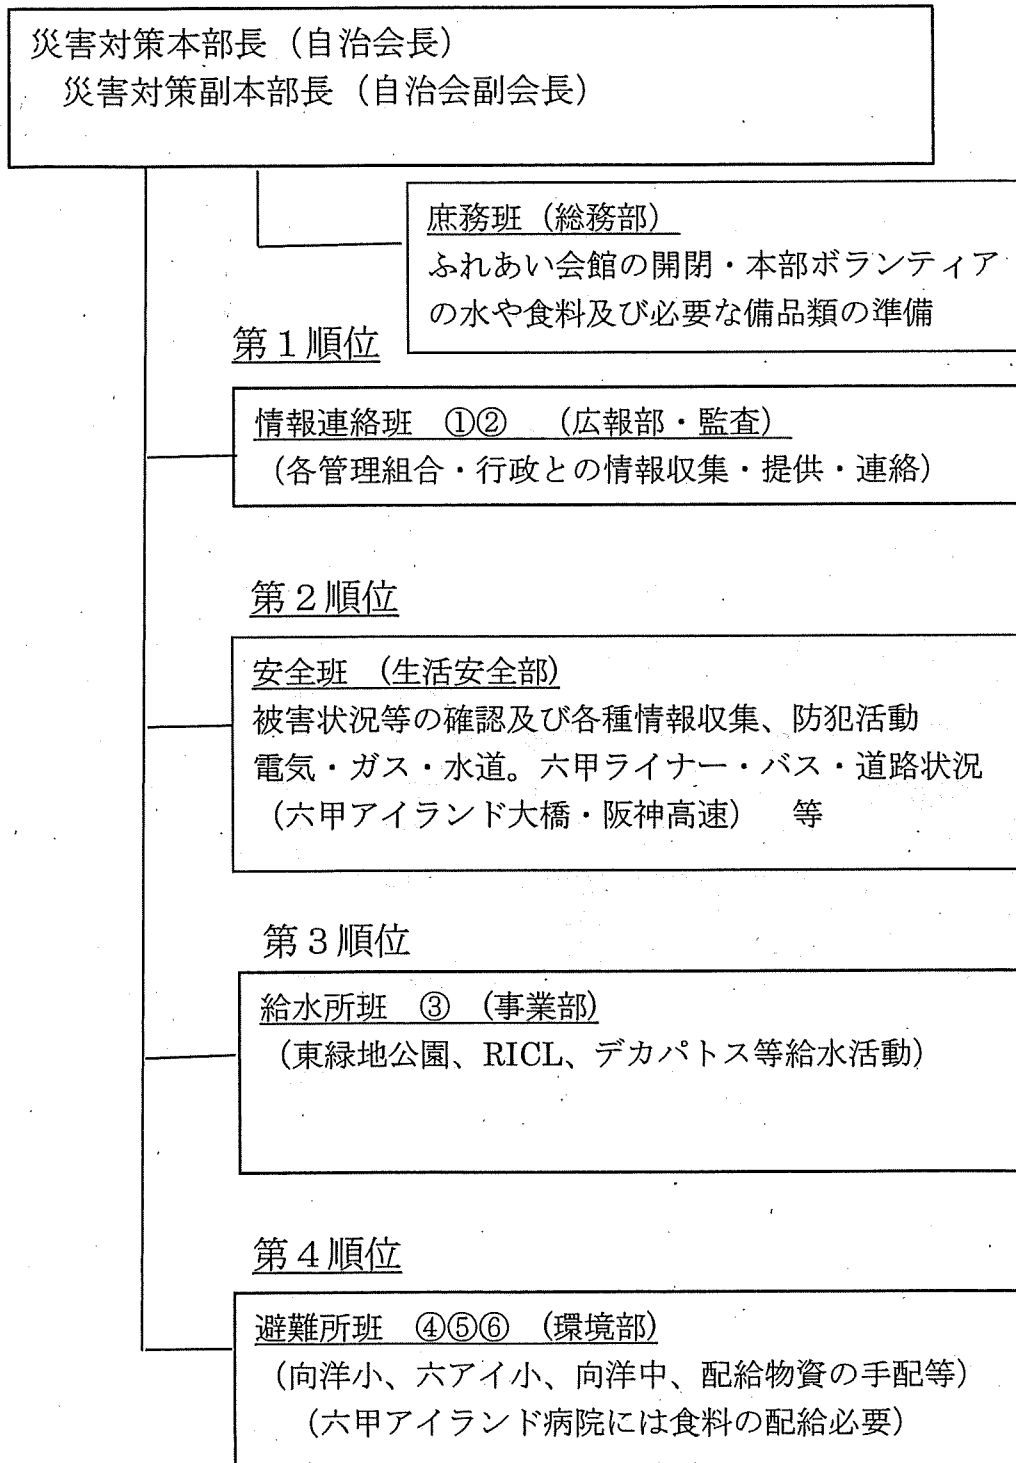 災害対策本部長（自治会長）
災害対策副本部長（自治会副会長）
庶務班（総務部）
ふれあい会館の開閉・本部ボランティア
の水や食料及び必要な備品類の準備
第１順位
情報連絡班　①②　（広報部・監査）
（各管理組合・行政との情報収集・提供・連絡）
第２順位
安全班　（生活安全部）
被害状況等の確認及び各種情報収集、防犯活動
電気・ガス・水道。六甲ライナー・バス・道路状況
（六甲アイランド大橋・阪神高速）　等
第３順位
給水所班　③　（事業部）
（東緑地公園、RICL、デカパトス等給水活動）
第４順位
避難所班　④⑤⑥　（環境部）
（向洋小、六アイ小、向洋中、配給物資の手配等）
（六甲アイランド病院には食料の配給必要）